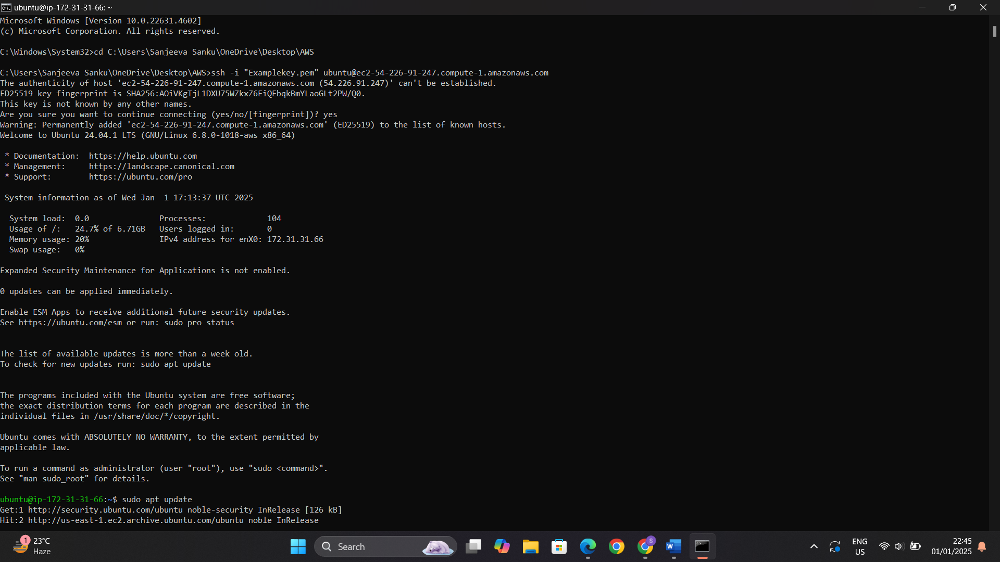 ubuntu@ip-172-31-31-66: ~
Microsoft Windows [Version 10.0.22631.4602]
(c) Microsoft Corporation. All rights reserved.
C:\Windows\System32>cd C:\Users\Sanjeeva Sanku\OneDrive\Desktop\AWS
C:\Users\Sanjeeva Sanku\OneDrive\Desktop\AWS>ssh -i "Examplekey.pem" ubuntu@ec2-54-226-91-247.compute-1.amazonaws.com
The authenticity of host 'ec2-54-226-91-247.compute-1.amazonaws.com (54.226.91.247)' can't be established.
ED25519 key fingerprint is SHA256:AOiVKgTjL1DXU75WZkxZ6EiQEbqkBmYLaoGLt2PW/Q0.
This key is not known by any other names.
Are you sure you want to continue connecting (yes/no/[fingerprint])? yes
Warning: Permanently added 'ec2-54-226-91-247.compute-1.amazonaws.com' (ED25519) to the list of known hosts.
Welcome to Ubuntu 24.04.1 LTS (GNU/Linux 6.8.0-1018-aws x86_64)
* Documentation:  https://help.ubuntu.com
* Management:     https://landscape.canonical.com
* Support:        https://ubuntu.com/pro
System information as of Wed Jan  1 17:13:37 UTC 2025
System load:  0.0               Processes:             104
Usage of /:   24.7% of 6.71GB   Users logged in:       0
Memory usage: 20%               IPv4 address for enX0: 172.31.31.66
Swap usage:   0%
Expanded Security Maintenance for Applications is not enabled.
0 updates can be applied immediately.
Enable ESM Apps to receive additional future security updates.
See https://ubuntu.com/esm or run: sudo pro status
The list of available updates is more than a week old.
To check for new updates run: sudo apt update
The programs included with the Ubuntu system are free software;
the exact distribution terms for each program are described in the
individual files in /usr/share/doc/*/copyright.
Ubuntu comes with ABSOLUTELY NO WARRANTY, to the extent permitted by
applicable law.
To run a command as administrator (user "root"), use "sudo <command>".
See "man sudo_root" for details.
ubuntu@ip-172-31-31-66:~$ sudo apt update
Get:1 http://security.ubuntu.com/ubuntu noble-security InRelease [126 kB]
Hit:2 http://us-east-1.ec2.archive.ubuntu.com/ubuntu noble InRelease
1
23°C
Haze
Search
S
W
ENG
US
22:45
01/01/2025